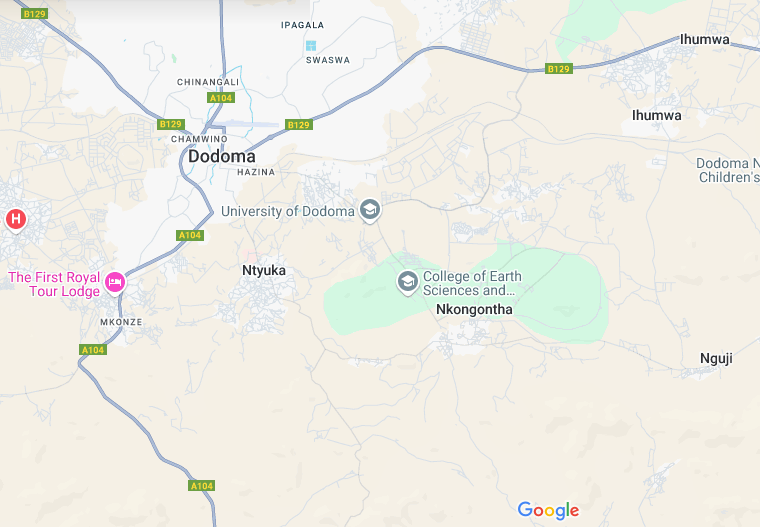 B129
IPAGALA
Ihumwa
SWASWA
B129
CHINANGALI
A104
Ihumwa
B129
B129
CHAMWINO
Dodoma
HAZINA
Dodoma N
Children's
University of Dodoma
H
A104
Ntyuka
The First Royal
Tour Lodge
College of Earth
Sciences and...
Nkongontha
MKONZE
A104
Nguji
A104
Google